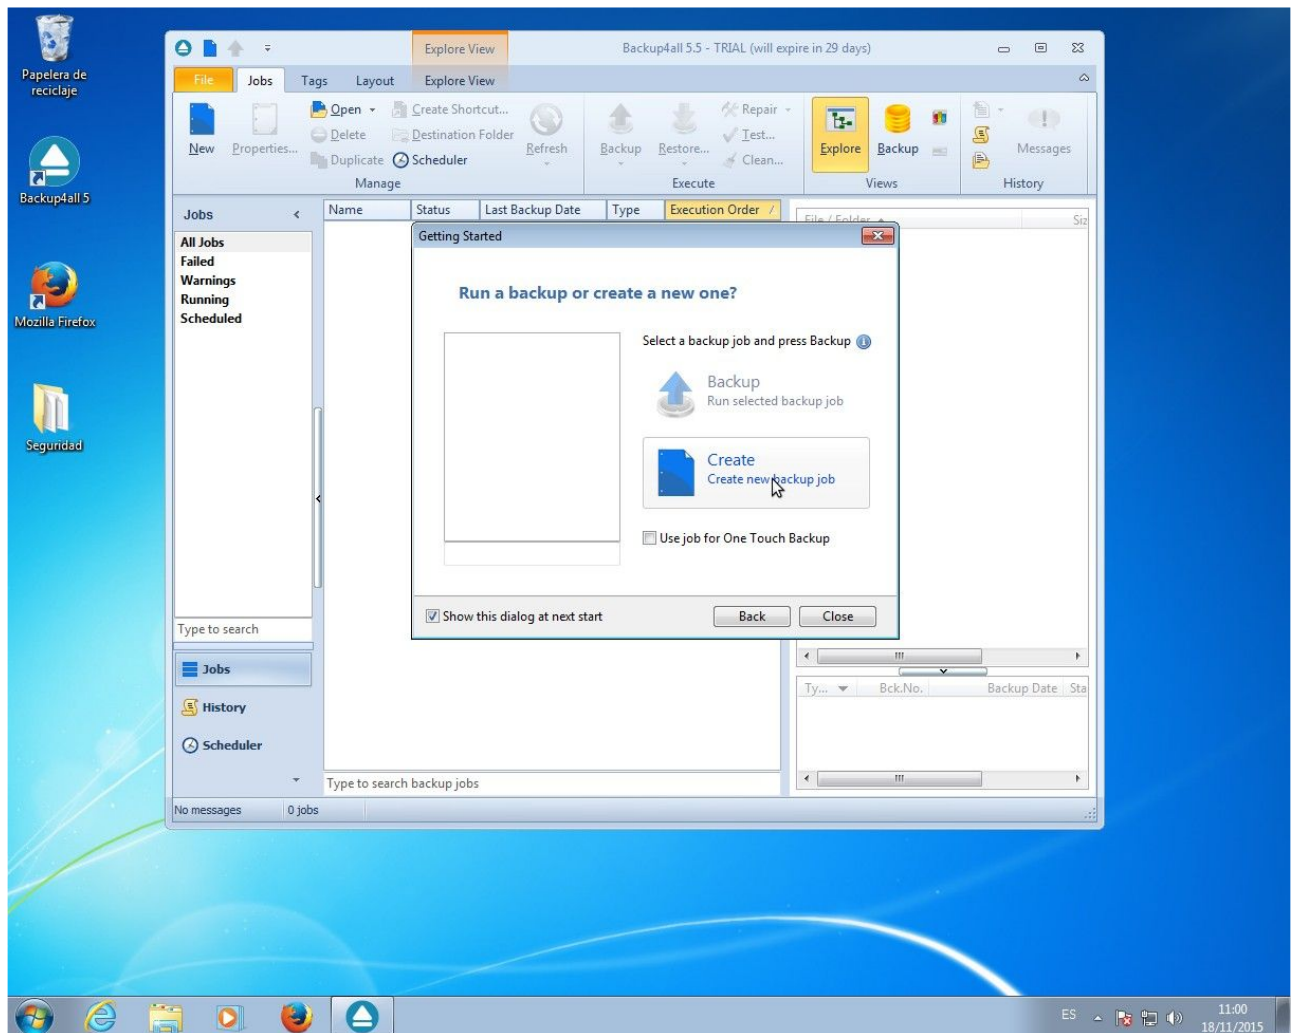 Papelera de
reciclaje
Backup4all 5
Mozilla Firefox
Seguridad
Explore View
Backup4all 5.5 - TRIAL (will expire in 29 days)
File
Jobs
Tags
Layout
Explore View
New
Properties...
Open
Delete
Duplicate
Create Shortcut...
Destination Folder
Scheduler
Refresh
Manage
Backup
Restore...
Repair
Test...
Clean...
Execute
Explore
Backup
Views
Messages
History
Jobs
All Jobs
Failed
Warnings
Running
Scheduled
Type to search
Jobs
History
Scheduler
Name
Status
Last Backup Date
Type
Execution Order
File / Folder
Siz
Getting Started
Run a backup or create a new one?
Select a backup job and press Backup
Backup
Run selected backup job
Create
Create new backup job
Use job for One Touch Backup
Show this dialog at next start
Back
Close
Ty...
Bck.No.
Backup Date
Sta
Type to search backup jobs
No messages
0 jobs
ES
11:00
18/11/2015